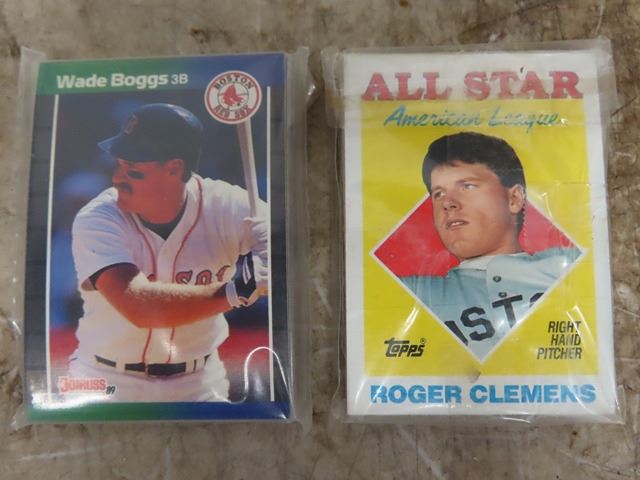 Wade Boggs 3B
BOSTON
RED SOX
SOX
DONRUSS '89
ALL STAR
American League
OST
TOPPS
RIGHT
HAND
PITCHER
ROGER CLEMENS